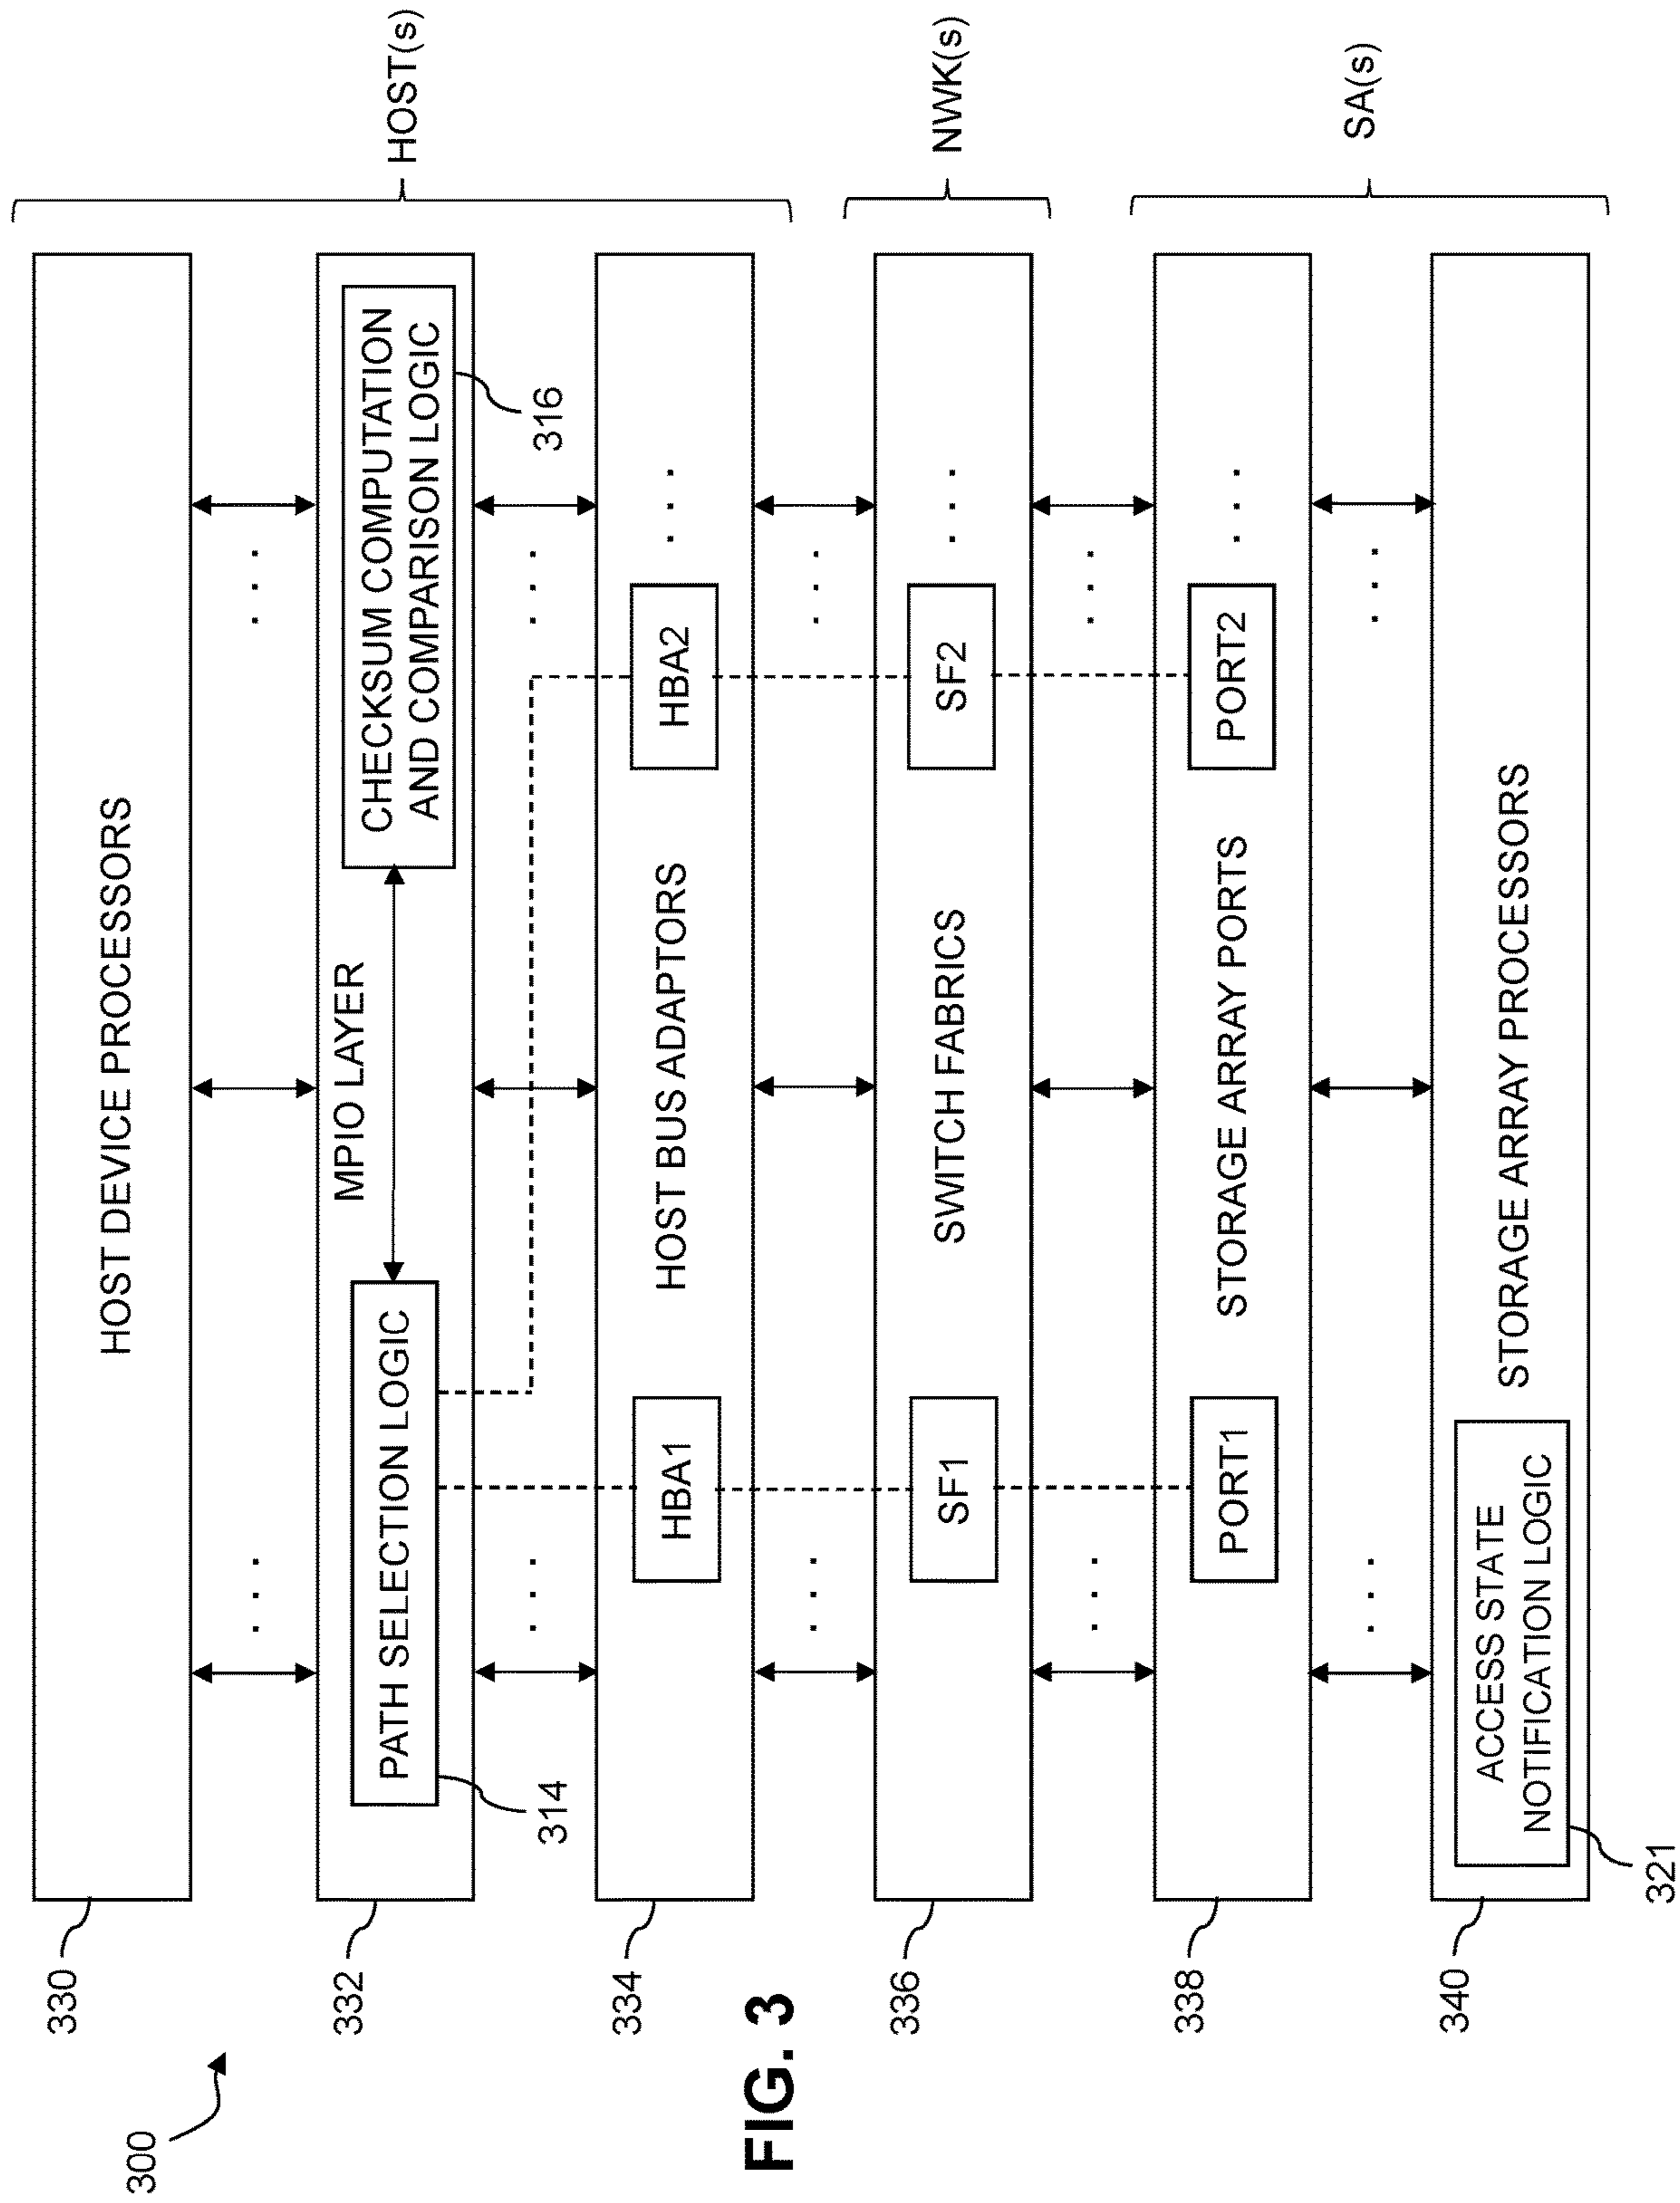 300
330
HOST DEVICE PROCESSORS
HOST(s)
332
PATH SELECTION LOGIC
314
MPIO LAYER
CHECKSUM COMPUTATION
AND COMPARISON LOGIC
316
334
HBA1
HOST BUS ADAPTORS
HBA2
336
SF1
SWITCH FABRICS
SF2
NWK(s)
338
PORT1
STORAGE ARRAY PORTS
PORT2
SA(s)
340
ACCESS STATE
NOTIFICATION LOGIC
321
STORAGE ARRAY PROCESSORS
FIG. 3